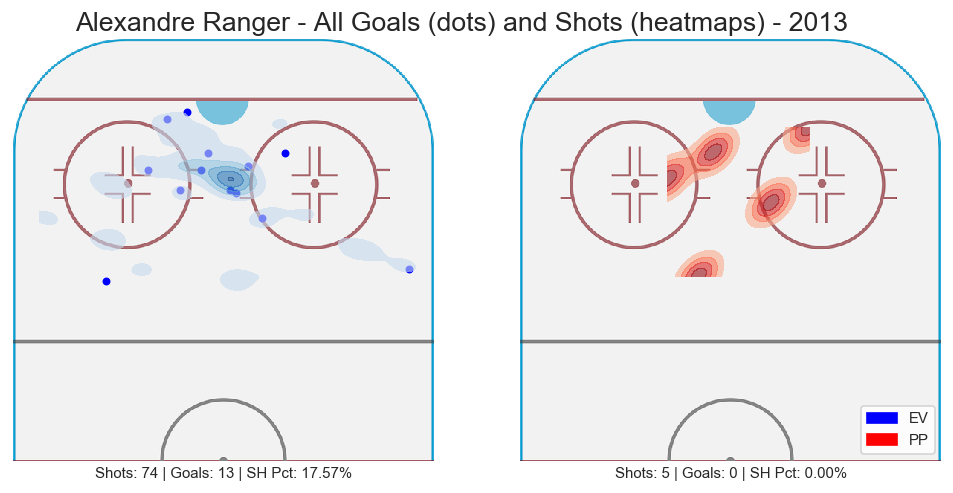 Alexandre Ranger - All Goals (dots) and Shots (heatmaps) - 2013
EV
PP
Shots: 74 | Goals: 13 | SH Pct: 17.57%
Shots: 5 | Goals: 0 | SH Pct: 0.00%